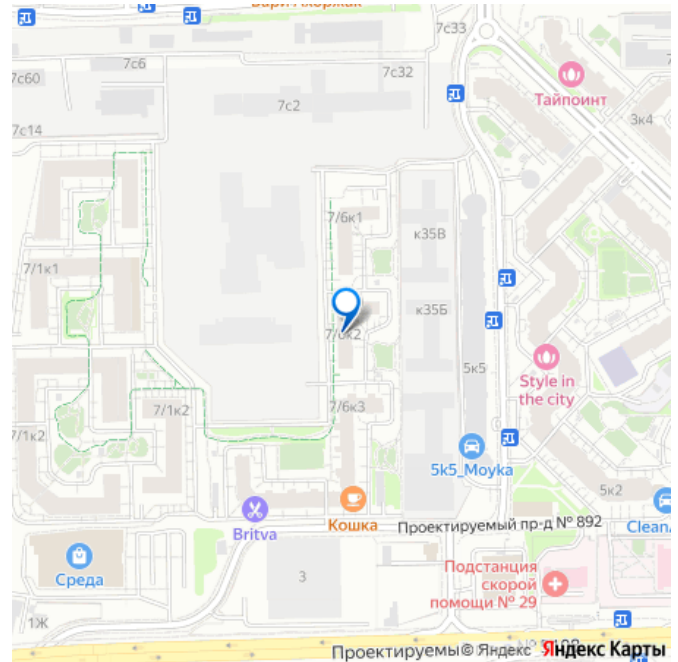 7с33
7с6
7с32
7с60
Тайпоинт
7с2
3к4
7с14
7/6к1
к35В
7/1к1
к35Б
7/6к2
5к5
Style in
the city
7/6к3
7/1к2
7/1к2
5k5_Moyka
5к2
Britva
Кошка
Проектируемый пр-д № 892
Clean
Среда
3
Подстанция
скорой
помощи № 29
1Ж
Проектируемы © Яндекс Яндекс Карты